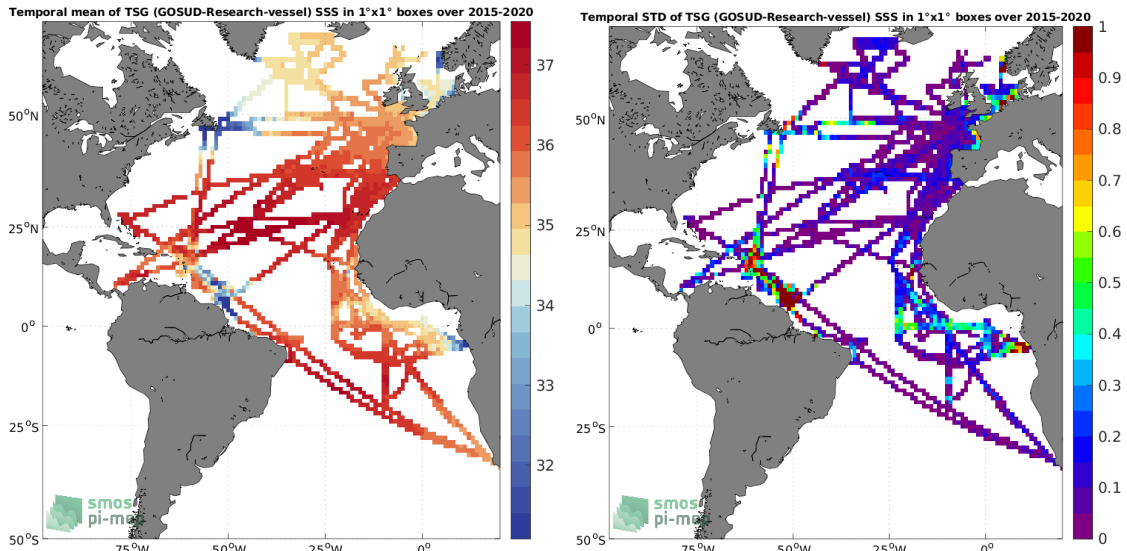 Temporal mean of TSG (GOSUD-Research-vessel) SSS in 1°x1° boxes over 2015-2020
50°N
25°N
0°
25°S
50°S
75°W
50°W
25°W
0°
37
36
35
34
33
32
smos
pi-mep
Temporal STD of TSG (GOSUD-Research-vessel) SSS in 1°x1° boxes over 2015-2020
50°N
25°N
0°
25°S
50°S
75°W
50°W
25°W
0°
1
0.9
0.8
0.7
0.6
0.5
0.4
0.3
0.2
0.1
0
smos
pi-mep